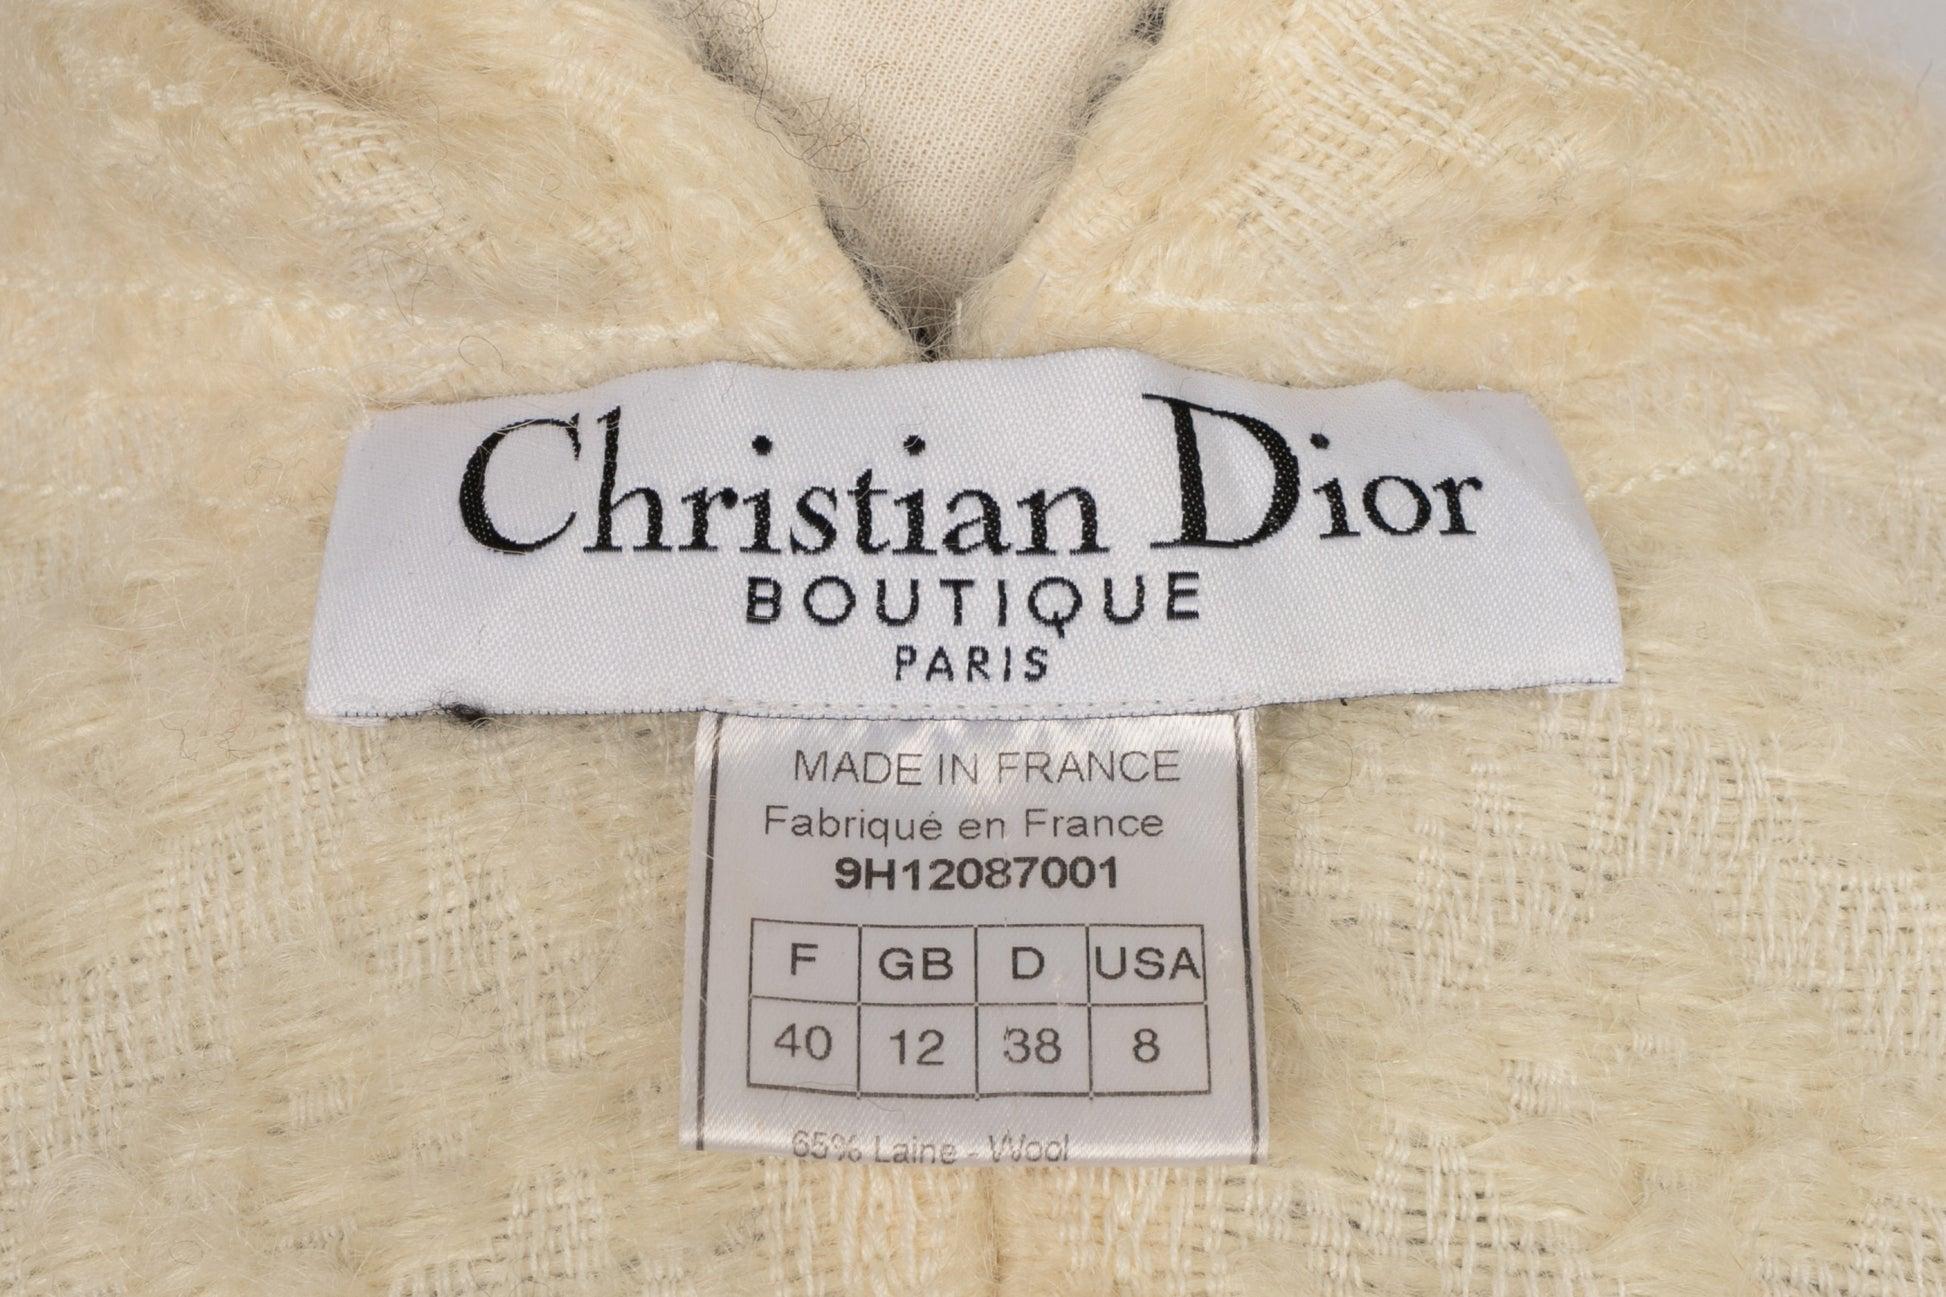 Christian Dior
BOUTIQUE
PARIS
MADE IN FRANCE
Fabriqué en France
9H12087001
F GB D USA
40 12 38 8
65% Laine - Wool